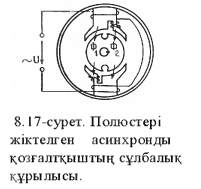 ~U
Ф Ф
1 2
8.17-сурет. Полюстері
жіктелген асинхронды
қозғалтқыштың сұлбалық
құрылысы.